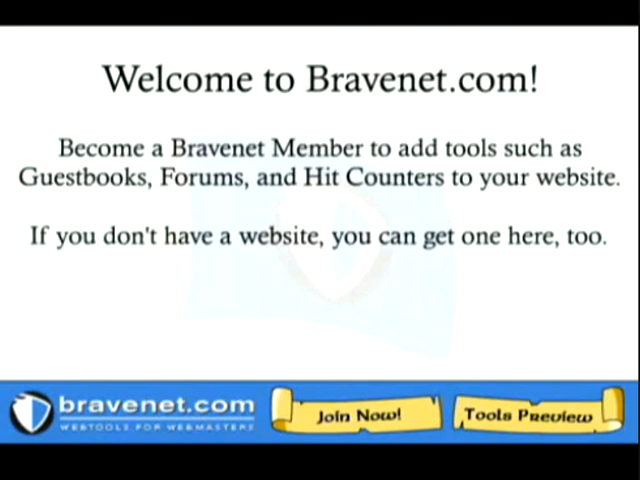 Welcome to Bravenet.com!
Become a Bravenet Member to add tools such as
Guestbooks, Forums, and Hit Counters to your website.
If you don't have a website, you can get one here, too.
bravenet.com
WEBTOOLS FOR WEBMASTERS
Join Now!
Tools Preview